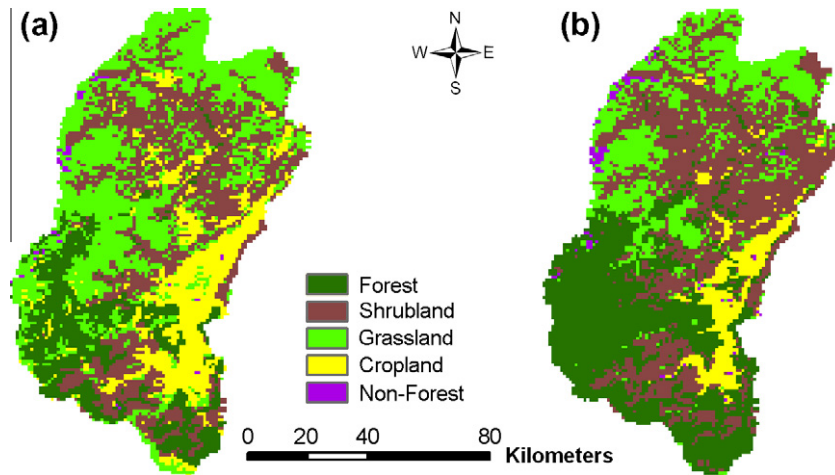 (a)
(b)
N
W E
S
Forest
Shrubland
Grassland
Cropland
Non-Forest
0 20 40 80 Kilometers